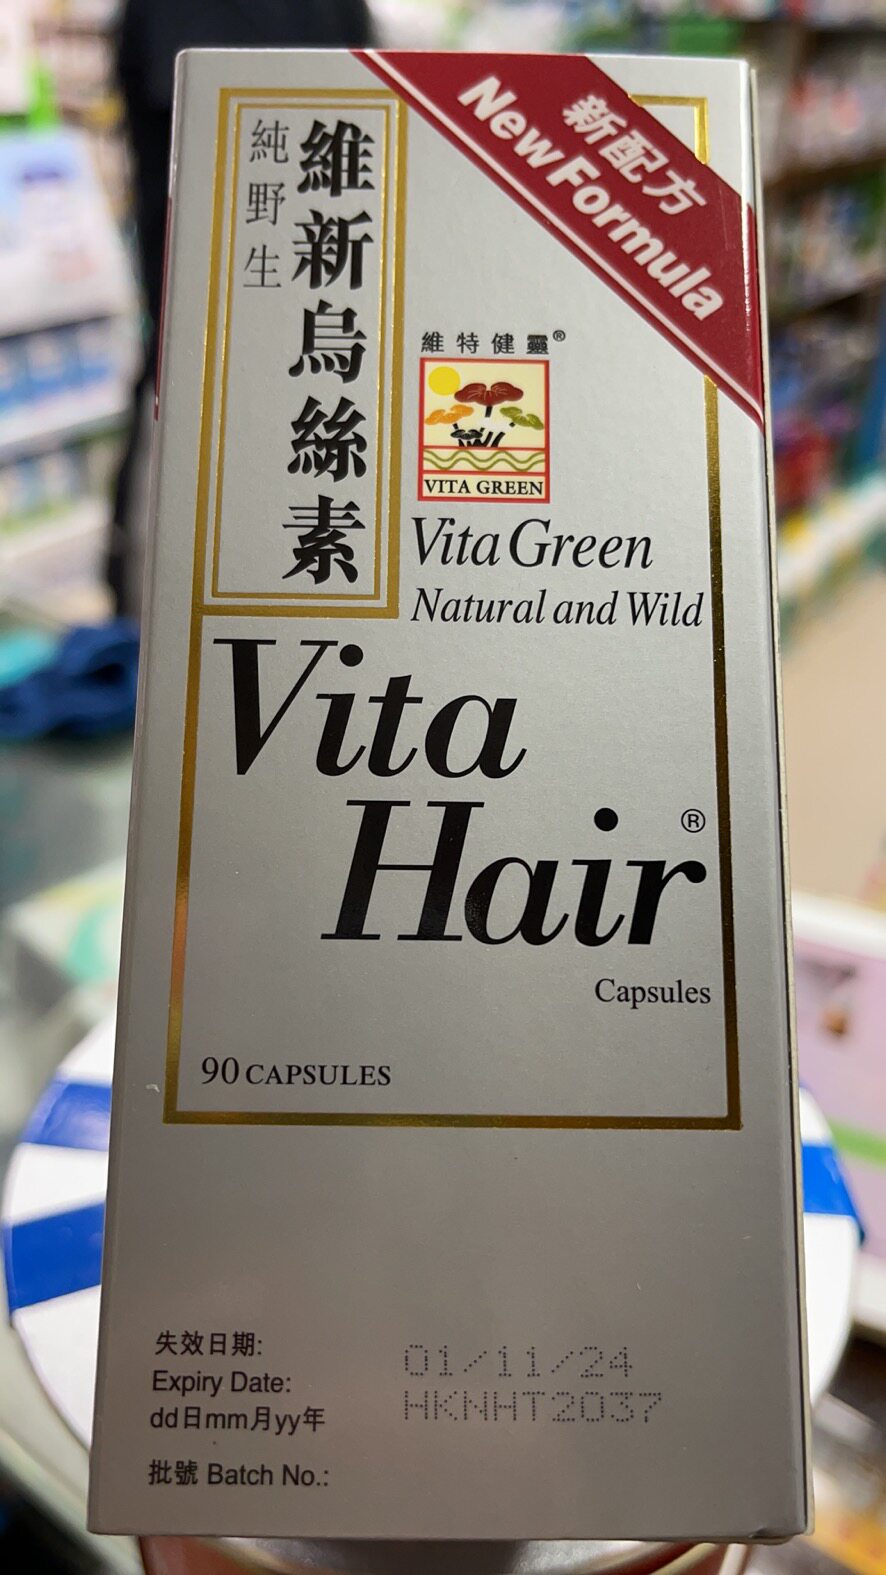 新配方
New Formula
維新烏絲素
純野生
維特健靈®
VITA GREEN
Vita Green
Natural and Wild
Vita
Hair®
Capsules
90 CAPSULES
失效日期:
Expiry Date:
dd日mm月yy年
01/11/24
HKNHT2037
批號 Batch No.: